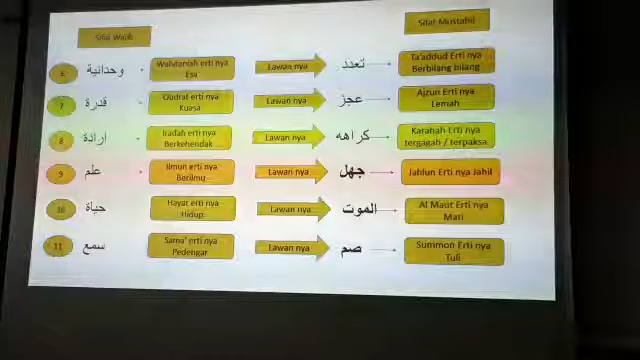 Sifat Wajib
Sifat Mustahil
6 وحدانية Wahdaniah erti nya Esa Lawan nya تعدد Ta'addud Erti nya Berbilang bilang
7 قدرة Qudrat erti nya Kuasa Lawan nya عجز Ajzun Erti nya Lemah
8 ارادة Iradah erti nya Berkehendak Lawan nya كراهه Karahah Erti nya tergagah / terpaksa
9 علم Ilmun erti nya Berilmu Lawan nya جهل Jahlun Erti nya Jahil
10 حياة Hayat erti nya Hidup Lawan nya الموت Al Maut Erti nya Mati
11 سمع Sama' erti nya Pedengar Lawan nya صم Summon Erti nya Tuli